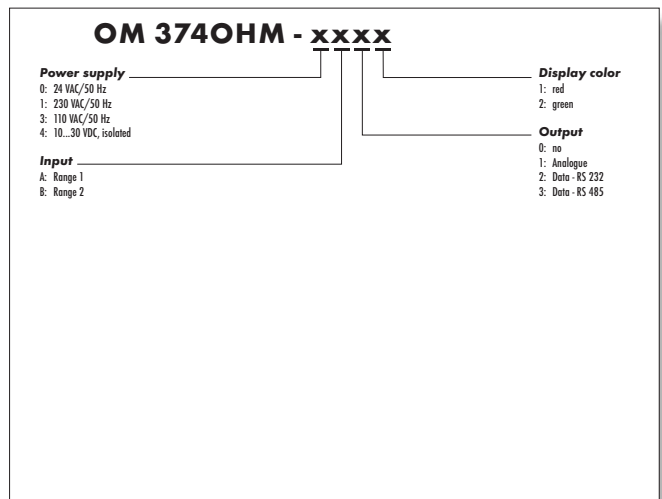 OM 374OHM - xxxx
Power supply
0: 24 VAC/50 Hz
1: 230 VAC/50 Hz
3: 110 VAC/50 Hz
4: 10...30 VDC, isolated
Input
A: Range 1
B: Range 2
Display color
1: red
2: green
Output
0: no
1: Analogue
2: Data - RS 232
3: Data - RS 485